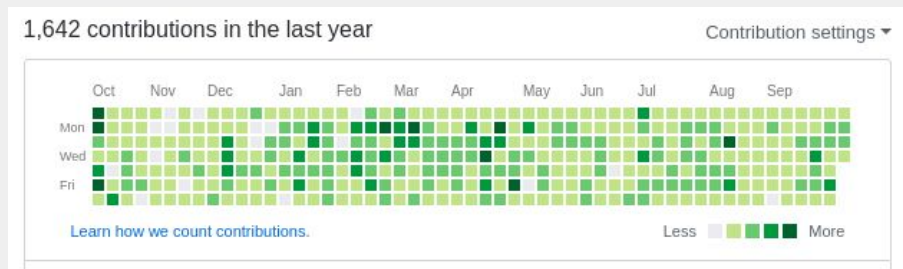 1,642 contributions in the last year
Contribution settings
Oct Nov Dec Jan Feb Mar Apr May Jun Jul Aug Sep
Mon
Wed
Fri
Learn how we count contributions.
Less More